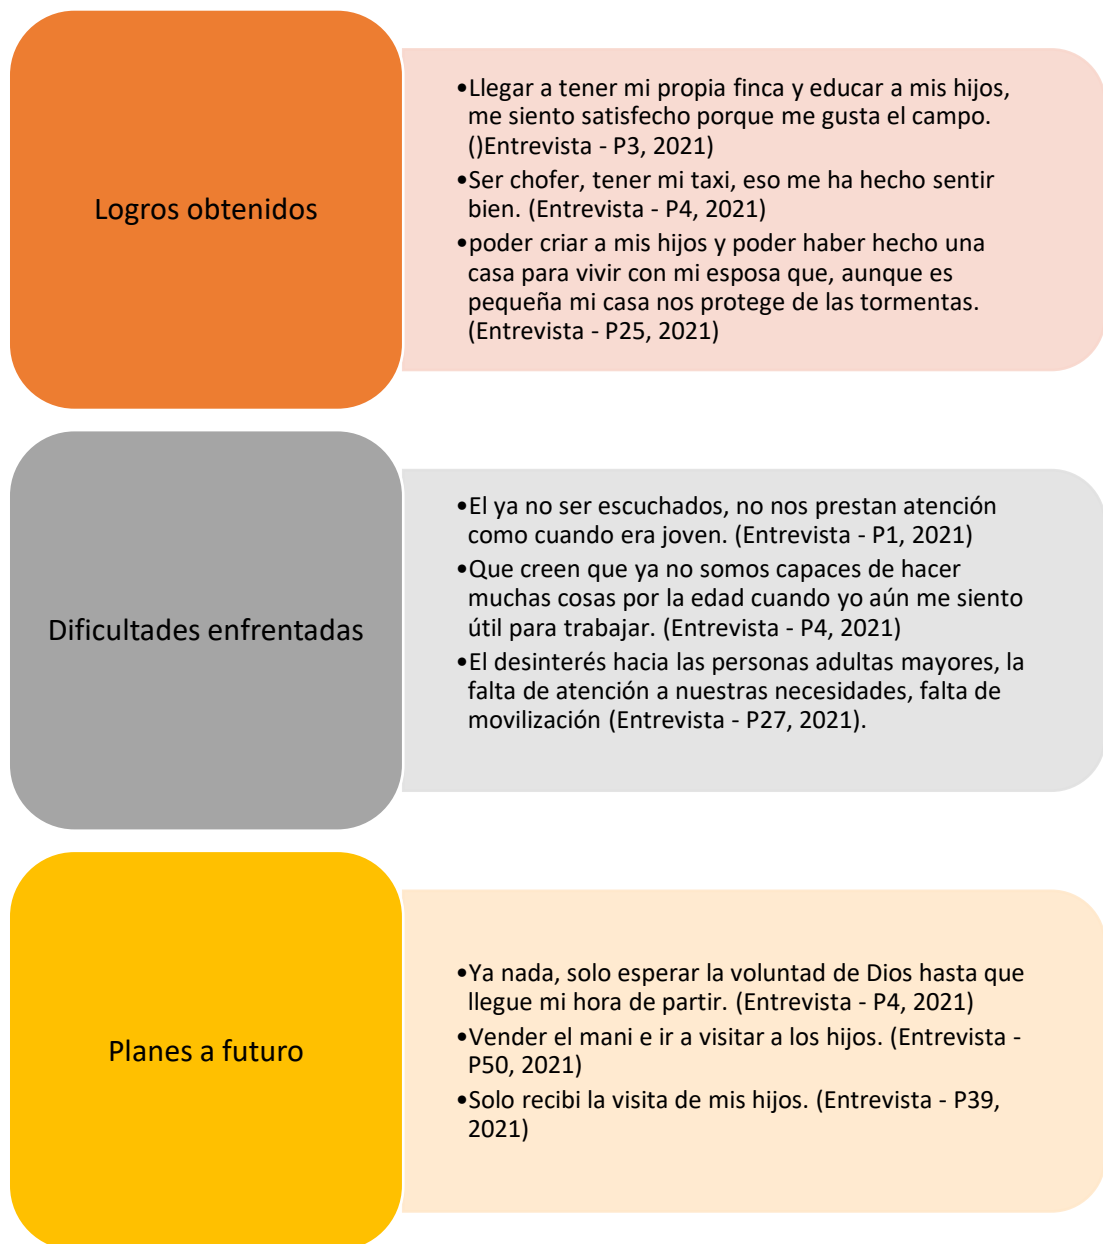 Logros obtenidos
•Llegar a tener mi propia finca y educar a mis hijos,
me siento satisfecho porque me gusta el campo.
()Entrevista - P3, 2021)
•Ser chofer, tener mi taxi, eso me ha hecho sentir
bien. (Entrevista - P4, 2021)
•poder criar a mis hijos y poder haber hecho una
casa para vivir con mi esposa que, aunque es
pequeña mi casa nos protege de las tormentas.
(Entrevista - P25, 2021)
Dificultades enfrentadas
•El ya no ser escuchados, no nos prestan atención
como cuando era joven. (Entrevista - P1, 2021)
•Que creen que ya no somos capaces de hacer
muchas cosas por la edad cuando yo aún me siento
útil para trabajar. (Entrevista - P4, 2021)
•El desinterés hacia las personas adultas mayores, la
falta de atención a nuestras necesidades, falta de
movilización (Entrevista - P27, 2021).
Planes a futuro
•Ya nada, solo esperar la voluntad de Dios hasta que
llegue mi hora de partir. (Entrevista - P4, 2021)
•Vender el mani e ir a visitar a los hijos. (Entrevista -
P50, 2021)
•Solo recibi la visita de mis hijos. (Entrevista - P39,
2021)